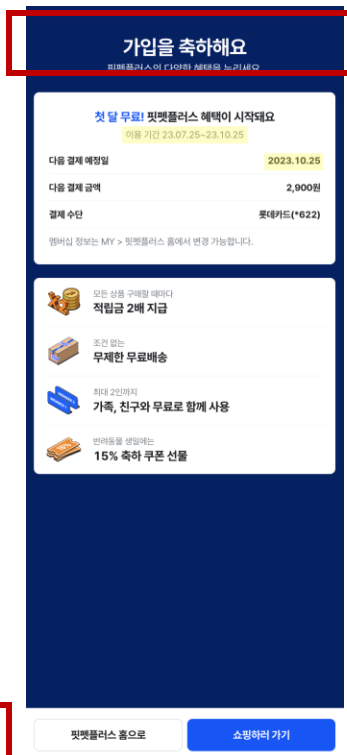 가입을 축하해요
핏펫플러스의 다양한 혜택을 누리세요
첫 달 무료! 핏펫플러스 혜택이 시작돼요
이용 기간 23.07.25~23.10.25
다음 결제 예정일 2023.10.25
다음 결제 금액 2,900원
결제 수단 롯데카드(*622)
멤버십 정보는 MY > 핏펫플러스 홈에서 변경 가능합니다.
모든 상품 구매할 때마다
적립금 2배 지급
조건 없는
무제한 무료배송
최대 2인까지
가족, 친구와 무료로 함께 사용
반려동물 생일에는
15% 축하 쿠폰 선물
핏펫플러스 홈으로 쇼핑하러 가기